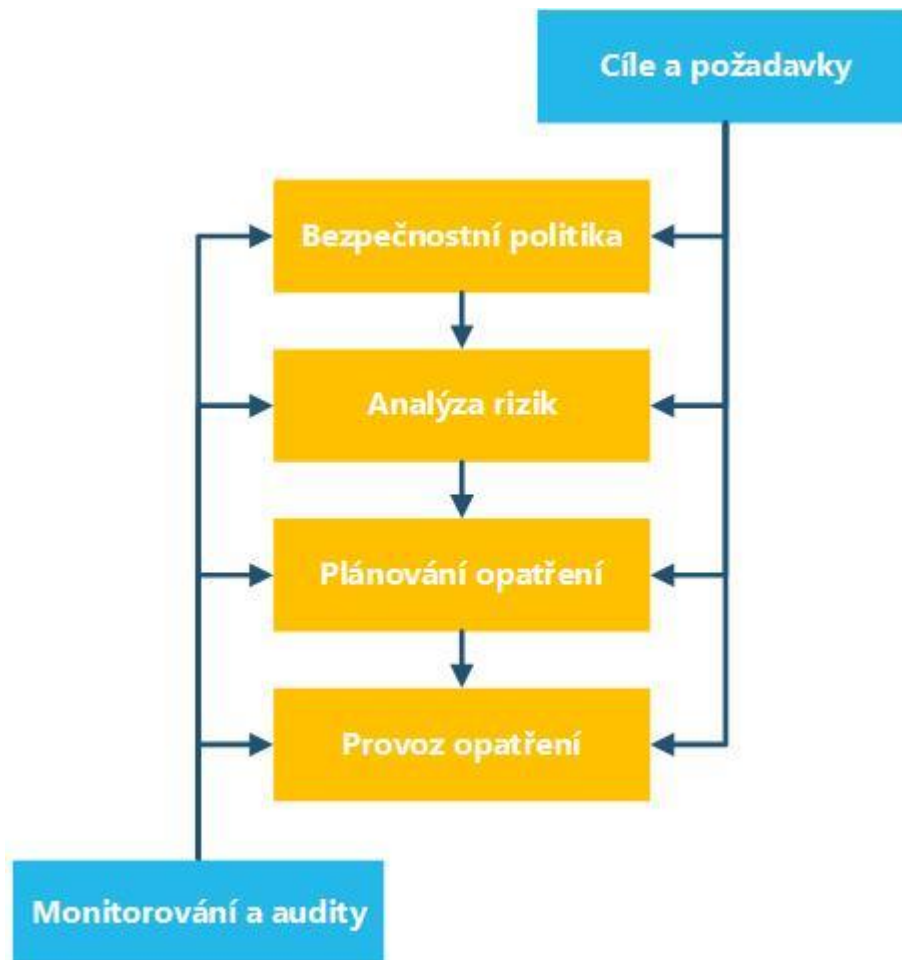 Cíle a požadavky
Bezpečnostní politika
Analýza rizik
Plánování opatření
Provoz opatření
Monitorování a audity